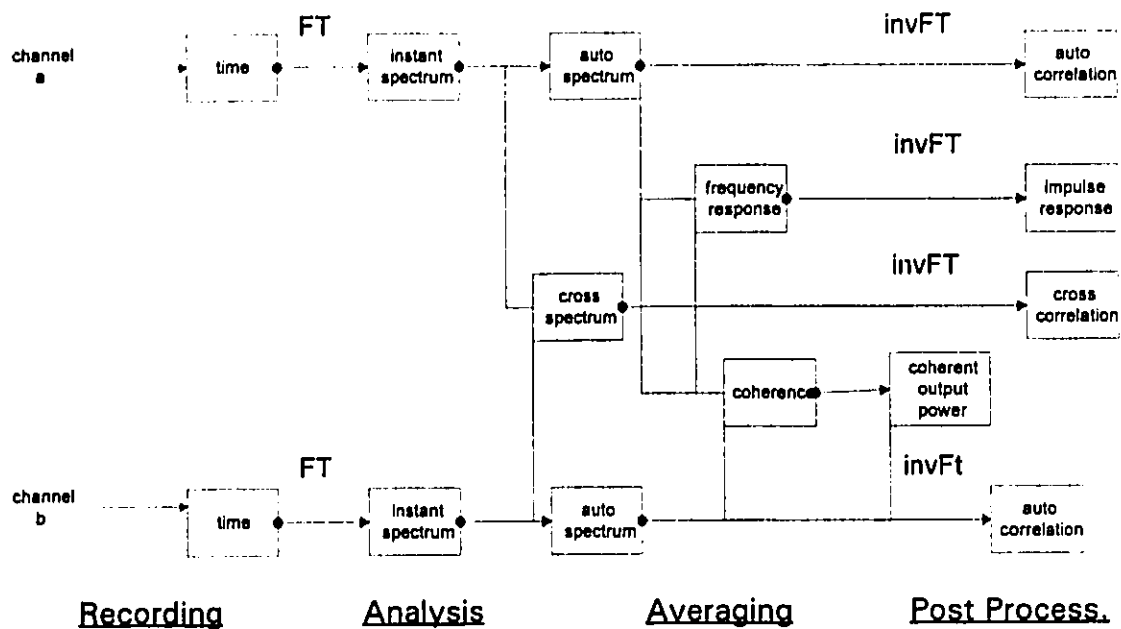 FT
invFT
channel
a
time
instant
spectrum
auto
spectrum
auto
correlation
invFT
frequency
response
impulse
response
invFT
cross
spectrum
cross
correlation
coherence
coherent
output
power
FT
invFt
channel
b
time
instant
spectrum
auto
spectrum
auto
correlation
Recording
Analysis
Averaging
Post Process.